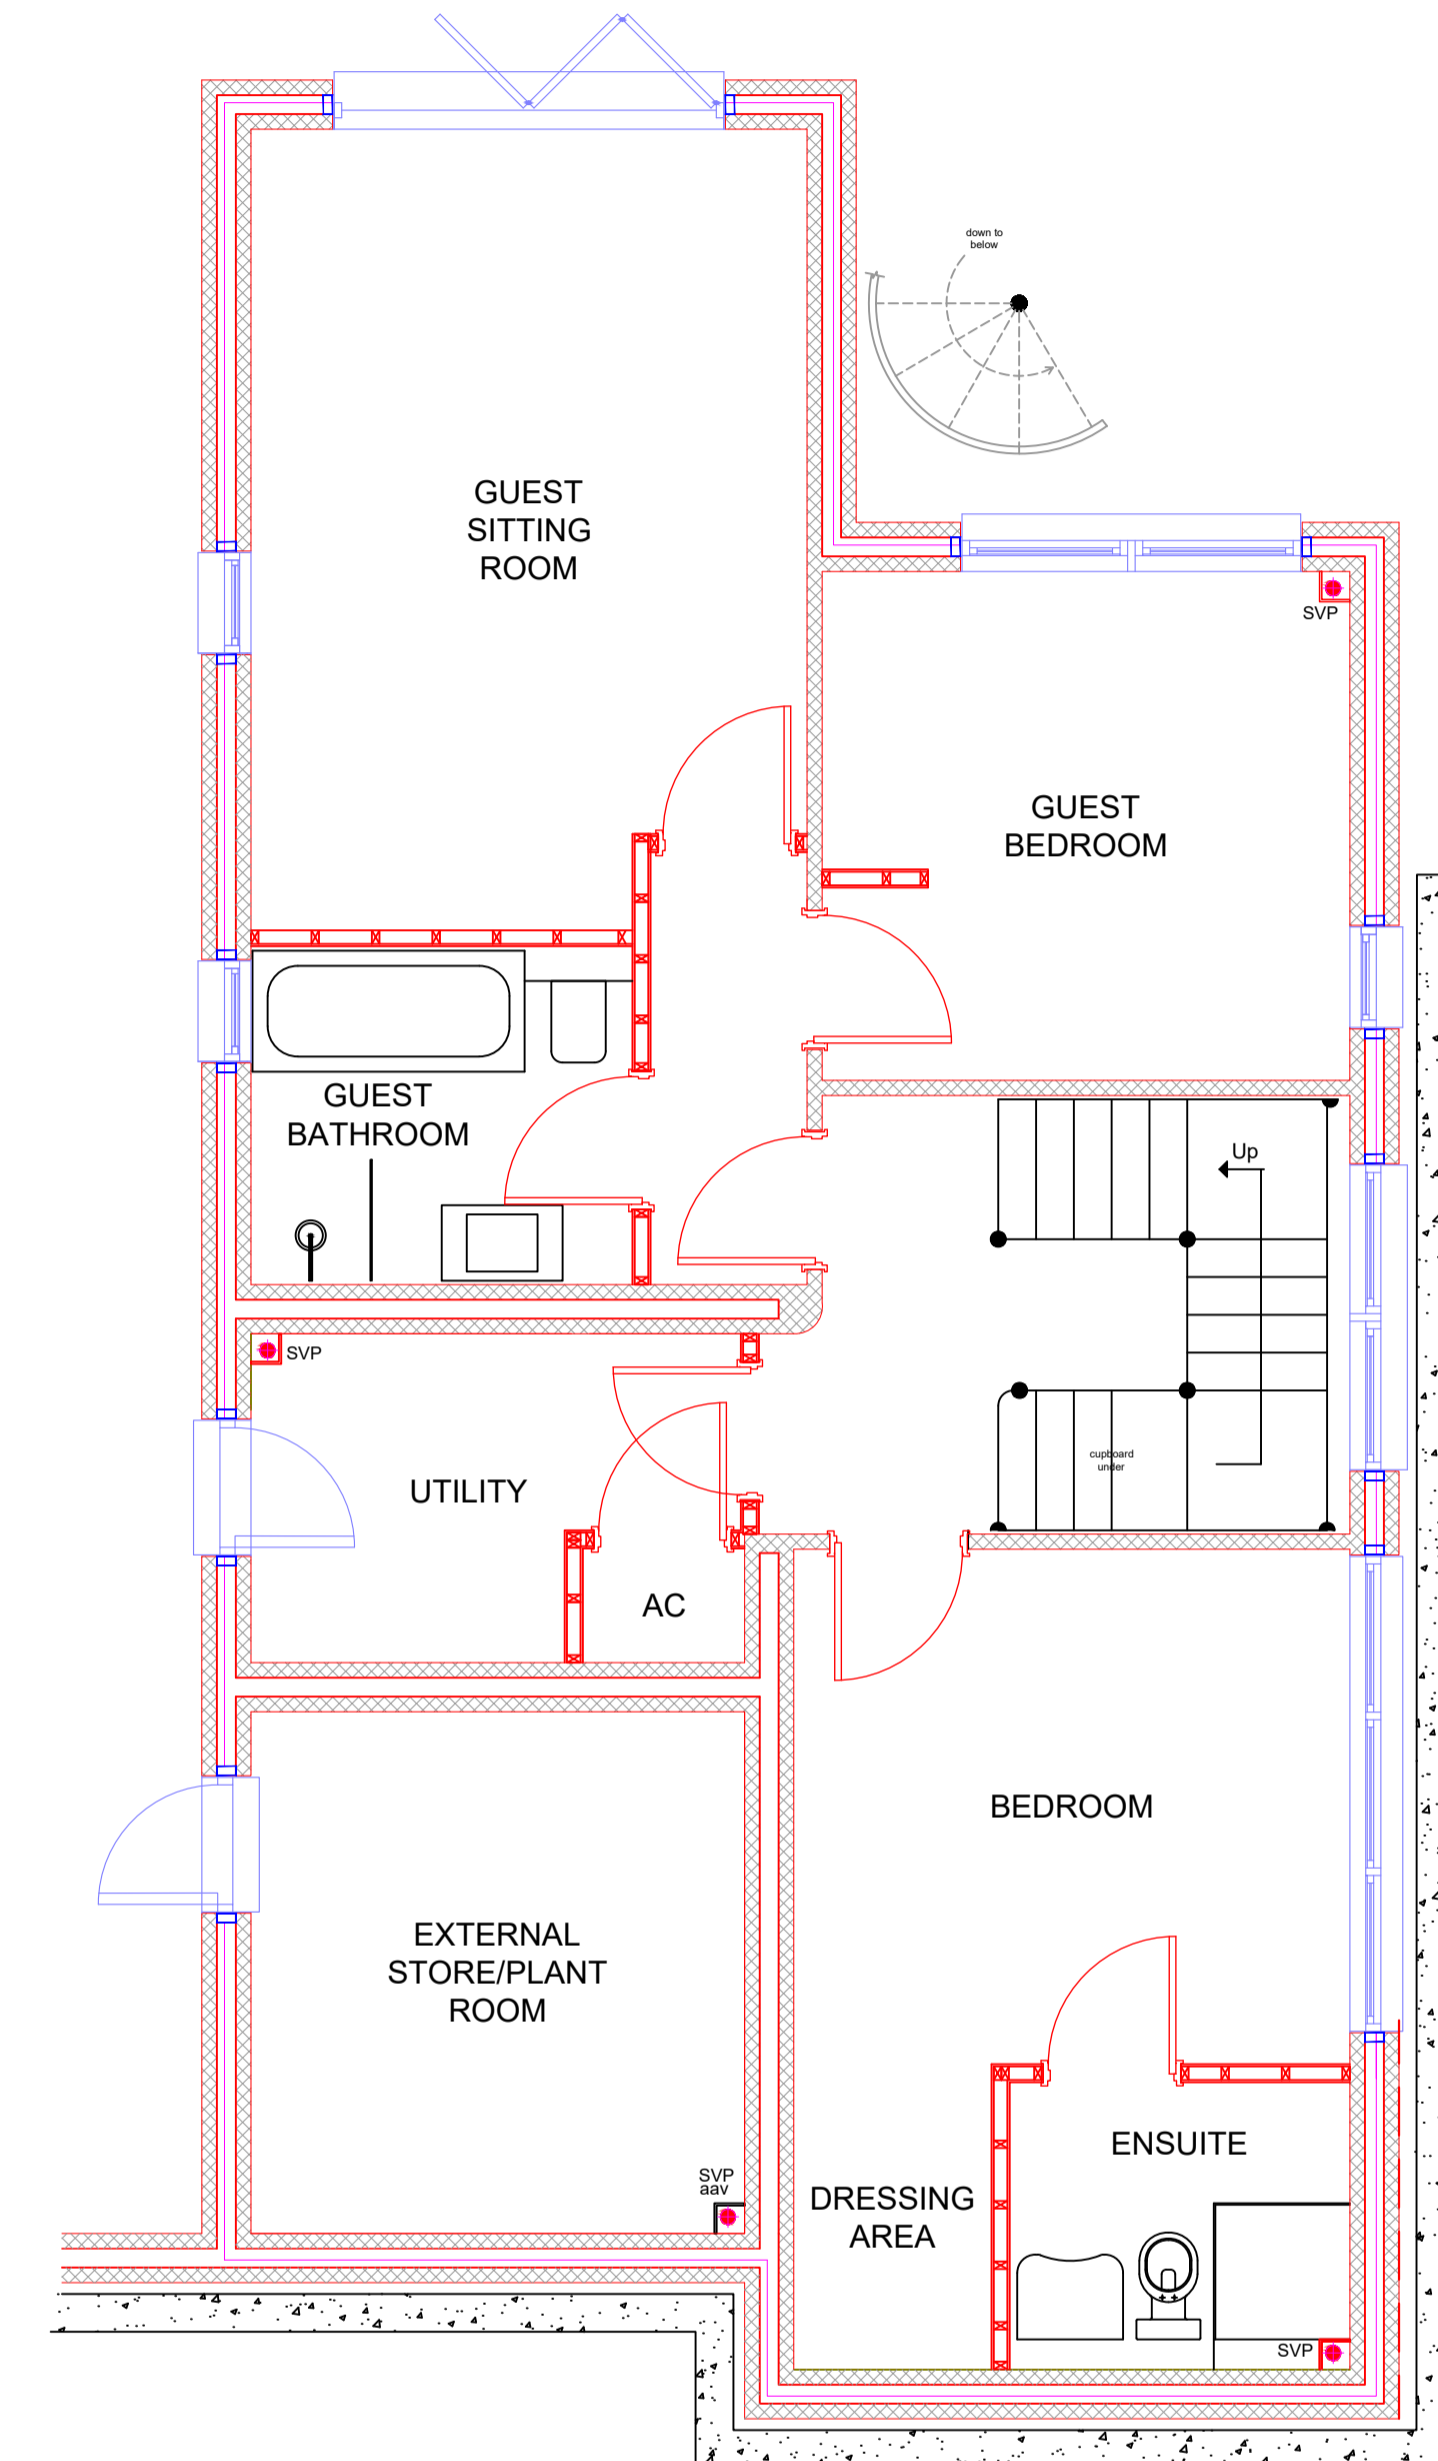 down to
below
GUEST
SITTING
ROOM
SVP
GUEST
BEDROOM
GUEST
BATHROOM
Up
SVP
cupboard
under
UTILITY
AC
BEDROOM
EXTERNAL
STORE/PLANT
ROOM
ENSUITE
SVP
aav
DRESSING
AREA
SVP